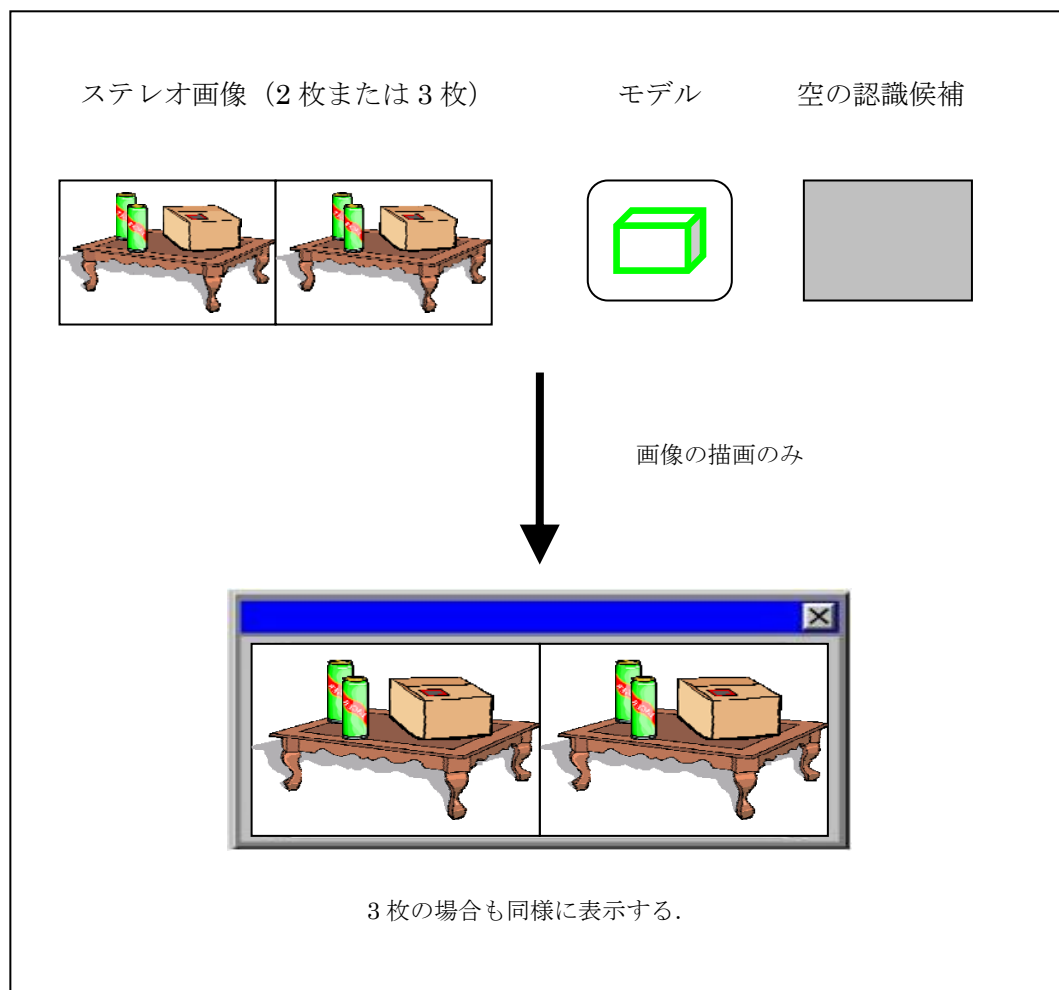 ステレオ画像（2 枚または 3 枚）
モデル
空の認識候補
画像の描画のみ
3 枚の場合も同様に表示する.